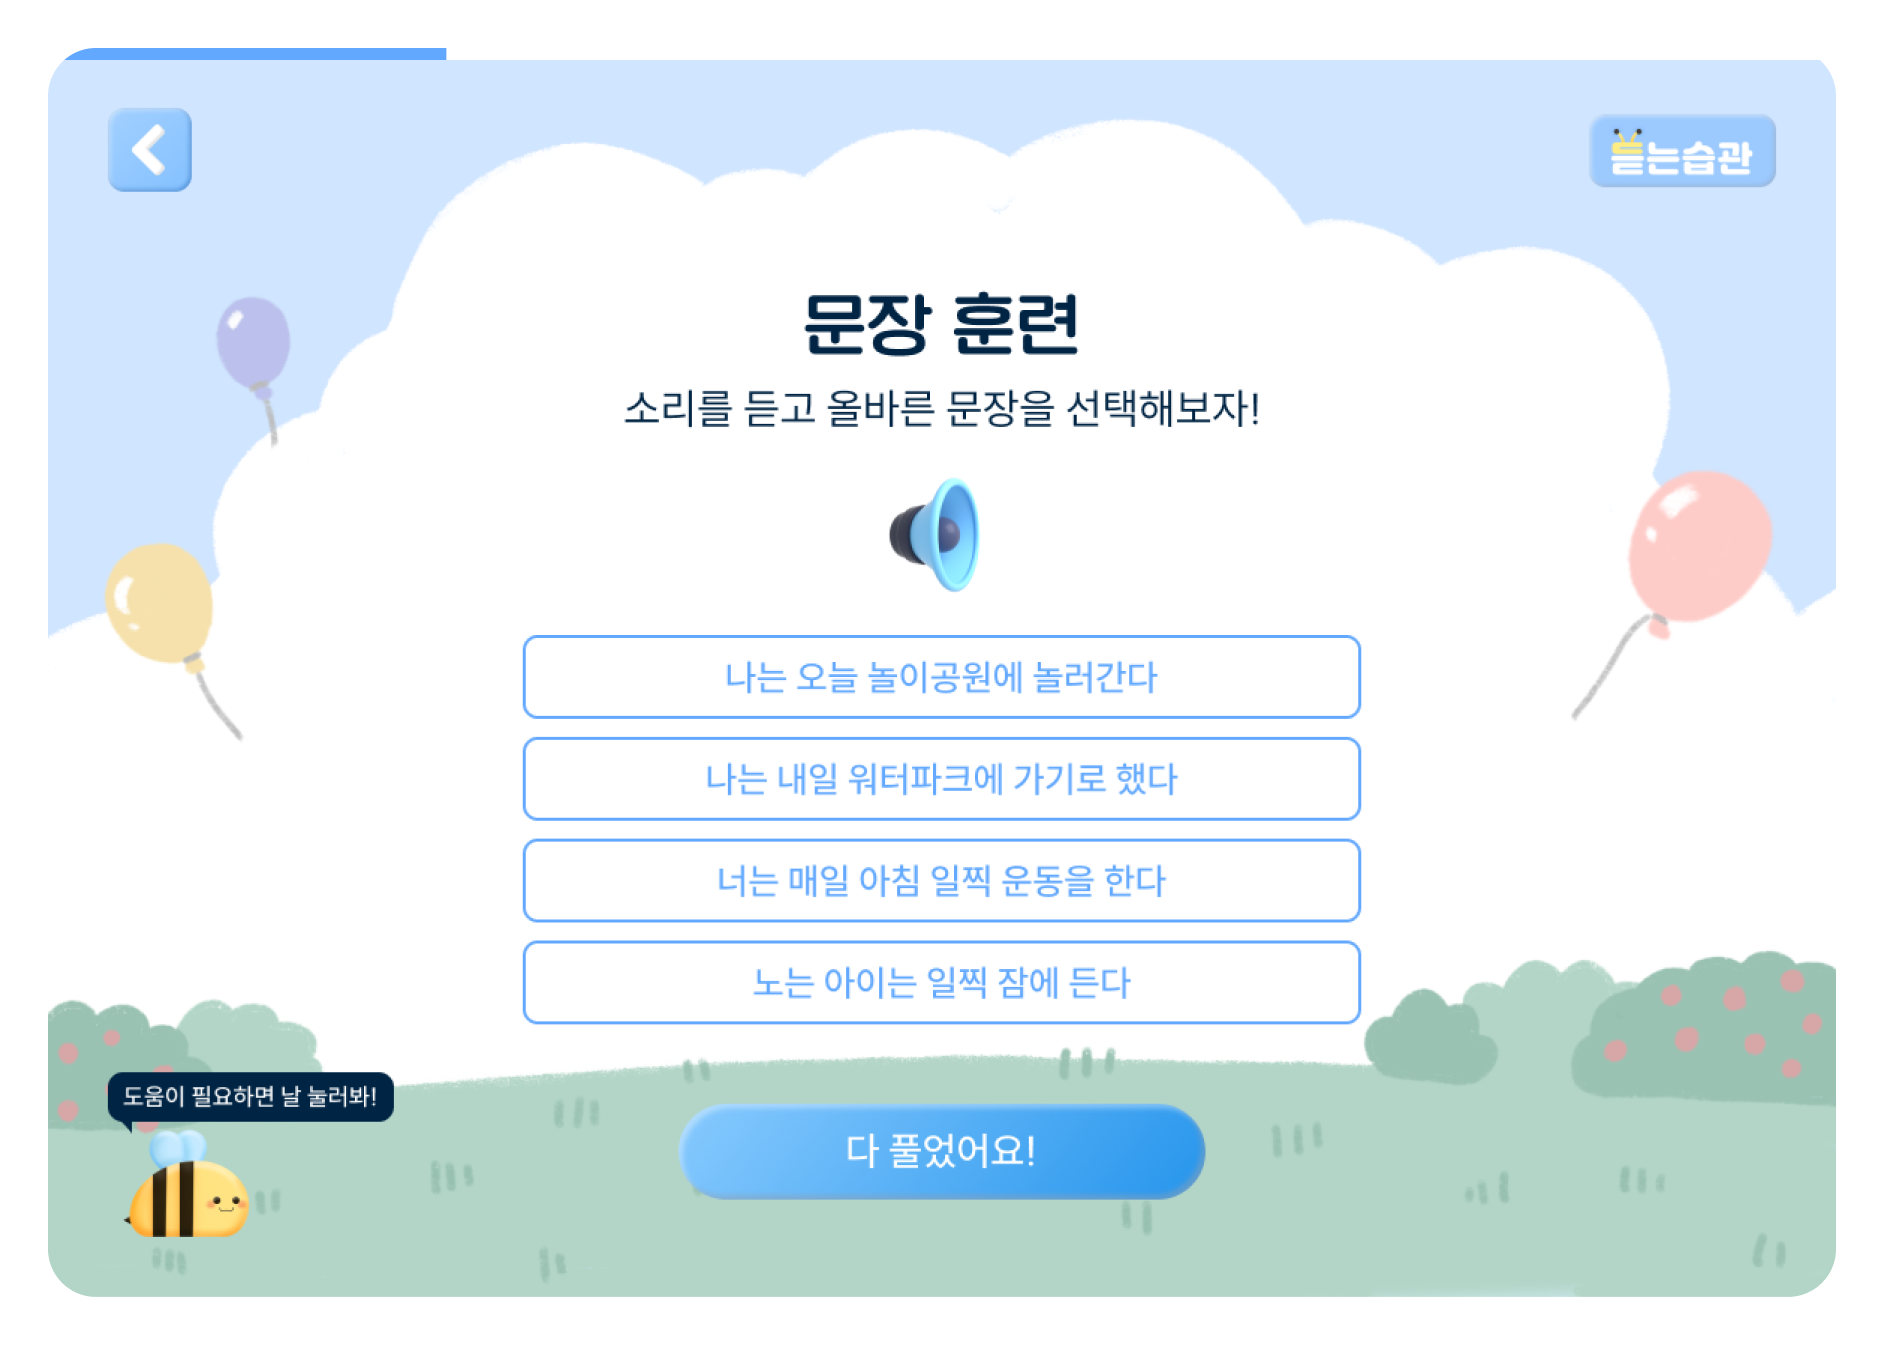 듣는습관
문장 훈련
소리를 듣고 올바른 문장을 선택해보자!
나는 오늘 놀이공원에 놀러간다
나는 내일 워터파크에 가기로 했다
너는 매일 아침 일찍 운동을 한다
노는 아이는 일찍 잠에 든다
도움이 필요하면 날 눌러봐!
다 풀었어요!